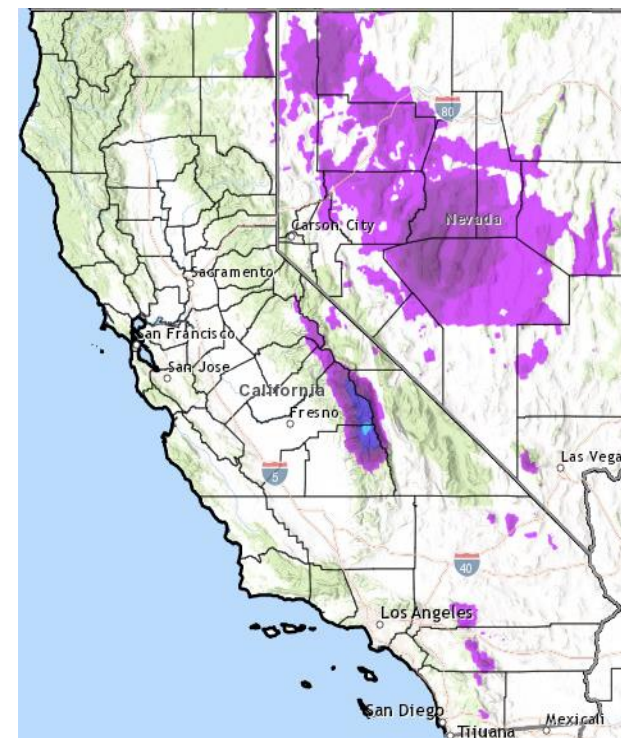 80
Nevada
Carson City
Sacramento
San Francisco
San Jose
California
Fresno
5
Las Vega
40
Los Angeles
San Diego
Mexicali
Tijuana